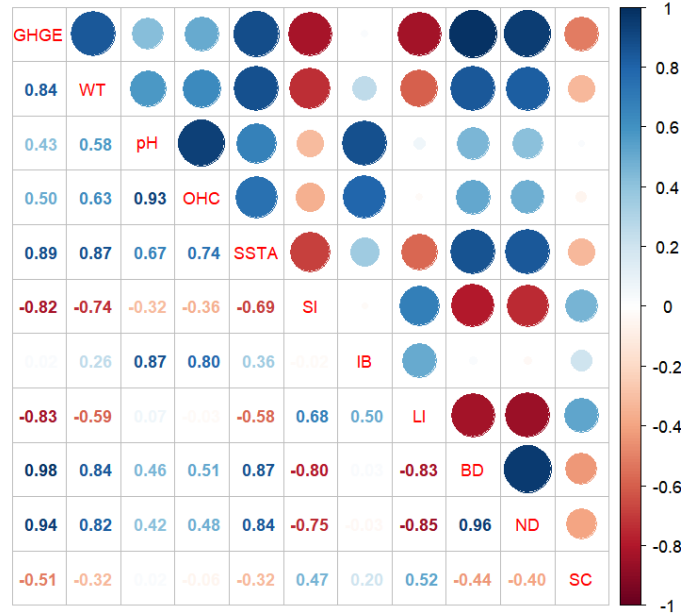 GHGE
0.84 WT
0.43 0.58 pH
0.50 0.63 0.93 OHC
0.89 0.87 0.67 0.74 SSTA
-0.82 -0.74 -0.32 -0.36 -0.69 SI
0.26 0.87 0.80 0.36 IB
-0.83 -0.59 0.07 -0.58 0.68 0.50 LI
0.98 0.84 0.46 0.51 0.87 -0.80 -0.83 BD
0.94 0.82 0.42 0.48 0.84 -0.75 -0.03 -0.85 0.96 ND
-0.51 -0.32 0.02 -0.06 -0.32 0.47 0.20 0.52 -0.44 -0.40 SC
1
0.8
0.6
0.4
0.2
0
-0.2
-0.4
-0.6
-0.8
-1